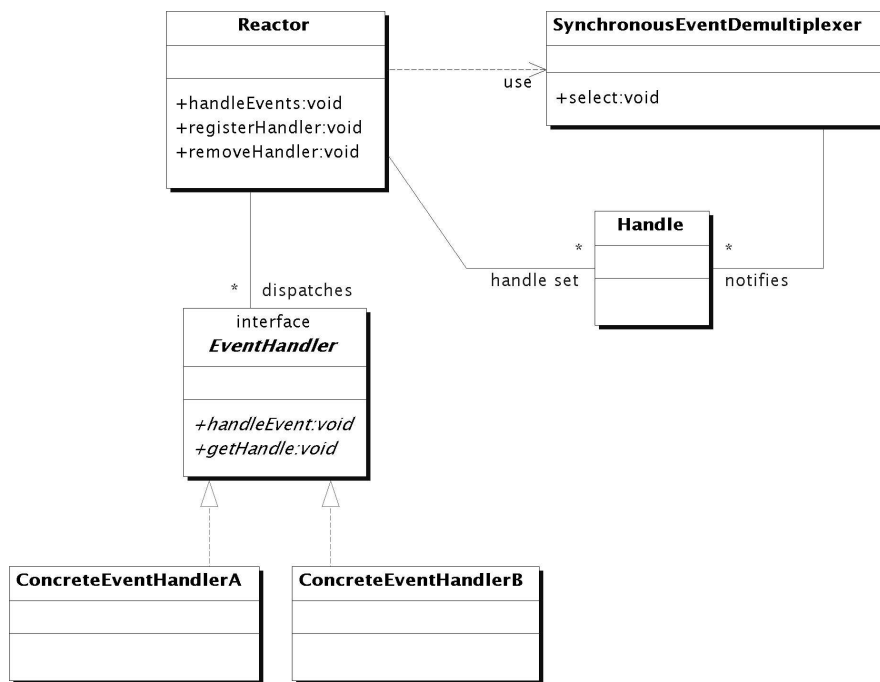 Reactor
+handleEvents:void
+registerHandler:void
+removeHandler:void
use
SynchronousEventDemultiplexer
+select:void
Handle
*
handle set
*
notifies
* dispatches
interface
EventHandler
+handleEvent:void
+getHandle:void
ConcreteEventHandlerA
ConcreteEventHandlerB